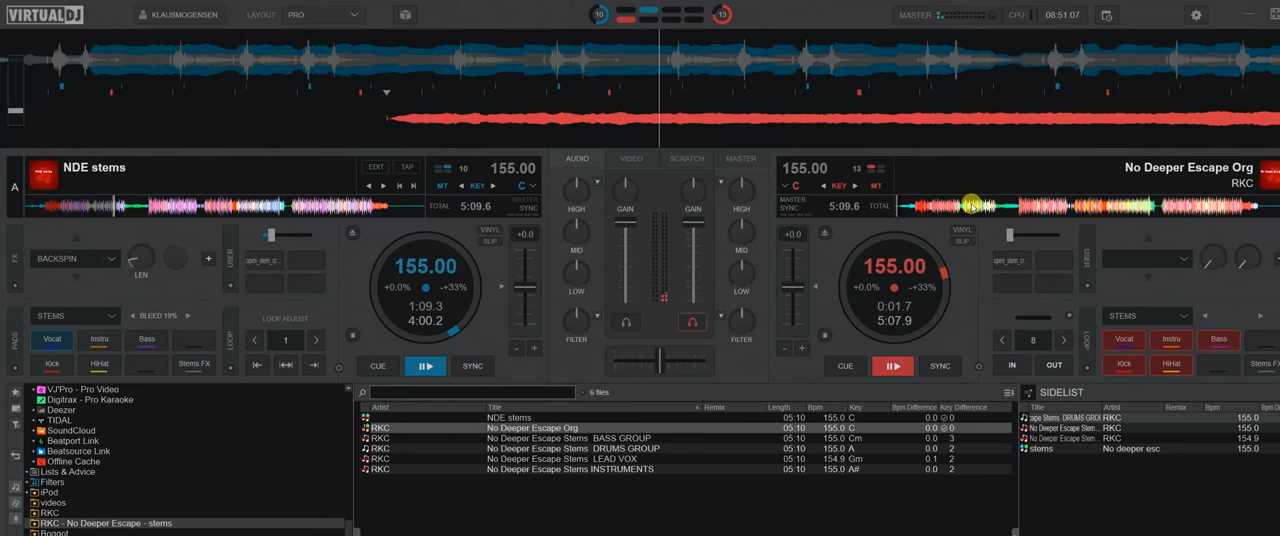 VIRTUALDJ KLAUSMOGENSEN LAYOUT PRO 10 13 MASTER CPU 08:51:07
A NDE stems EDIT TAP 10 155.00
MT KEY C
MASTER SYNC TOTAL 5:09.6
AUDIO VIDEO SCRATCH MASTER
155.00 13 No Deeper Escape Org
C KEY MT RKC
MASTER SYNC 5:09.6 TOTAL
FX BACKSPIN LEN USER open_stem_cr...
VINYL SLIP +0.0
155.00
+0.0% -+33%
1:09.3
4:00.2
HIGH GAIN GAIN HIGH
MID MID
LOW LOW
FILTER FILTER
+0.0 VINYL SLIP
155.00
+0.0% -+33%
0:01.7
5:07.9
open_stem_cr... USER
PADS STEMS BLEED 19% LOOP LOOP ADJUST
1
Vocal Instru Bass
Kick HiHat Stems FX
CUE SYNC
- +
CUE SYNC
- +
8 LOOP
IN OUT
STEMS
Vocal Instru Bass
Kick HiHat Stems FX
VJ'Pro - Pro Video
Digitrax - Pro Karaoke
Deezer
TIDAL
SoundCloud
Beatport Link
Beatsource Link
Offline Cache
Lists & Advice
Filters
iPod
videos
RKC
RKC - No Deeper Escape - stems
Boggot
6 files
Artist Title Remix Length Bpm Key Bpm Difference Key Difference
NDE stems 05:10 155.0 C 0.0 0
RKC No Deeper Escape Org 05:10 155.0 C 0.0 0
RKC No Deeper Escape Stems BASS GROUP 05:10 155.0 Cm 0.0 3
RKC No Deeper Escape Stems DRUMS GROUP 05:10 155.0 A 0.0 2
RKC No Deeper Escape Stems LEAD VOX 05:10 154.9 Gm 0.1 2
RKC No Deeper Escape Stems INSTRUMENTS 05:10 155.0 A# 0.0 2
SIDELIST
Title Artist Remix Bpm Bpm D
cape Stems DRUMS GRO RKC 155.0
No Deeper Escape Stem... RKC 155.0
No Deeper Escape Stem... RKC 154.9
stems No deeper esc 155.0